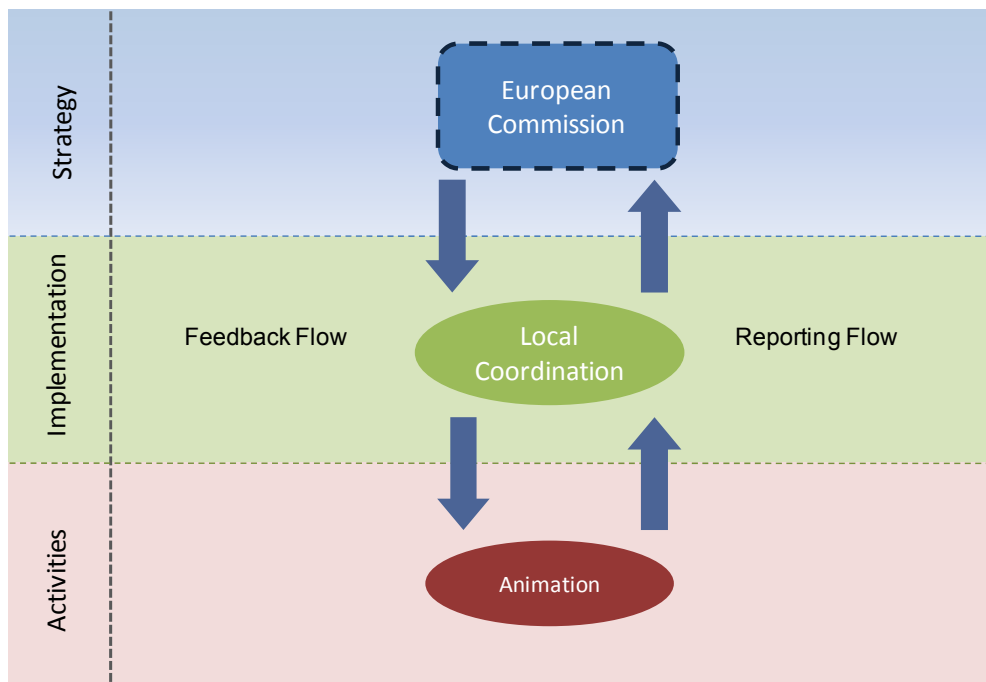 Strategy
European
Commission
Implementation
Feedback Flow
Local
Coordination
Reporting Flow
Activities
Animation